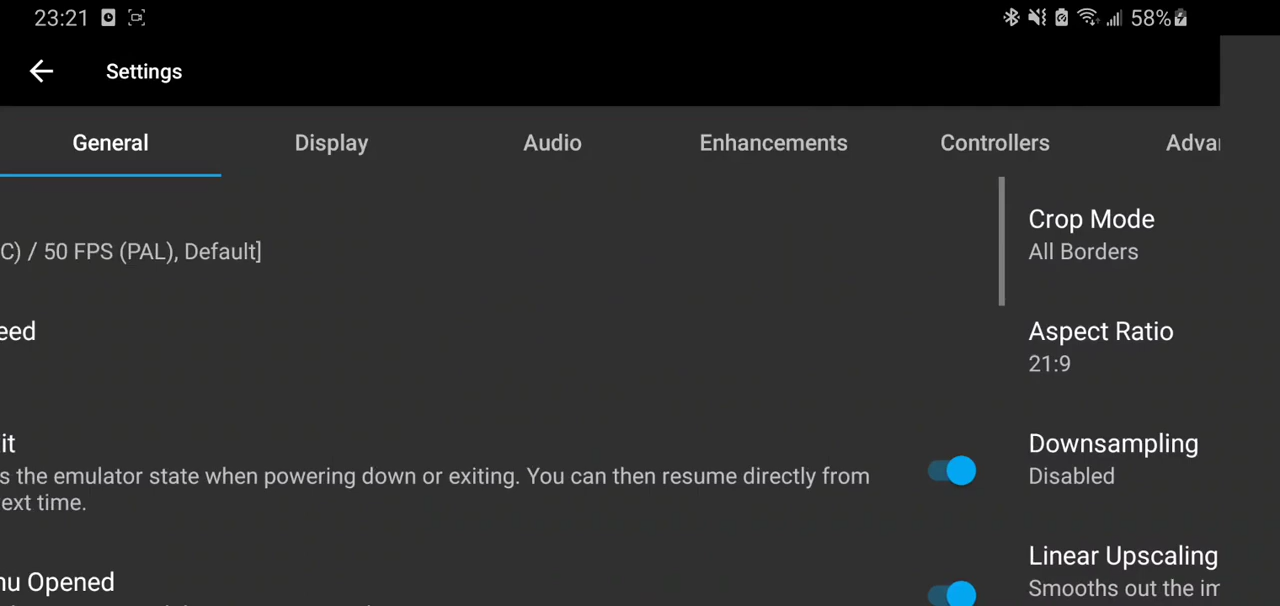 23:21
58%
Settings
General Display Audio Enhancements Controllers Adva
C) / 50 FPS (PAL), Default]
eed
it
s the emulator state when powering down or exiting. You can then resume directly from
ext time.
nu Opened
Crop Mode
All Borders
Aspect Ratio
21:9
Downsampling
Disabled
Linear Upscaling
Smooths out the im